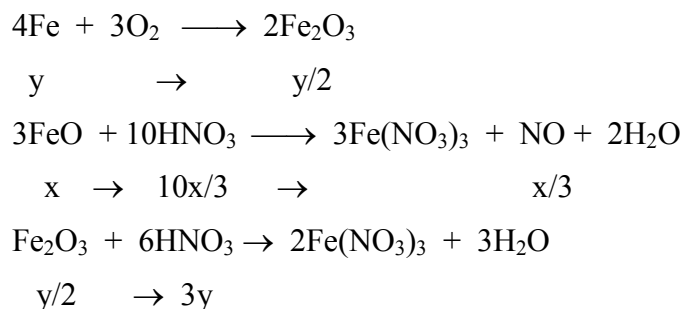 4Fe + 3O₂ ⟶ 2Fe₂O₃
y → y/2
3FeO + 10HNO₃ ⟶ 3Fe(NO₃)₃ + NO + 2H₂O
x → 10x/3 → x/3
Fe₂O₃ + 6HNO₃ → 2Fe(NO₃)₃ + 3H₂O
y/2 → 3y